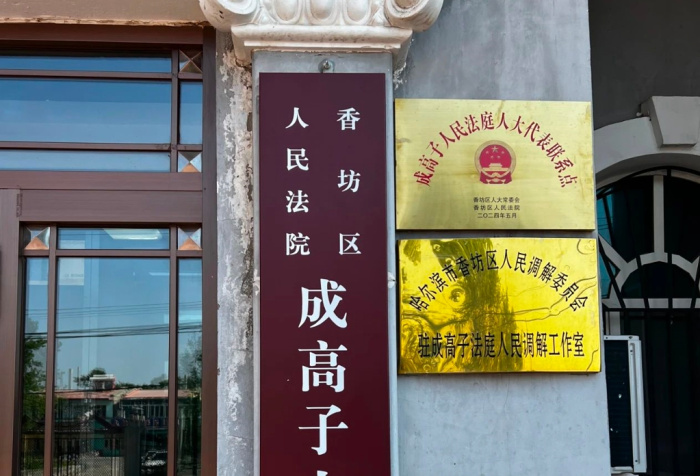 香坊区
人民法院
成高子
成高子人民法庭人大代表联系点
香坊区人大常委会
香坊区人民法院
二〇二四年五月
哈尔滨市香坊区人民调解委员会
驻成高子法庭人民调解工作室